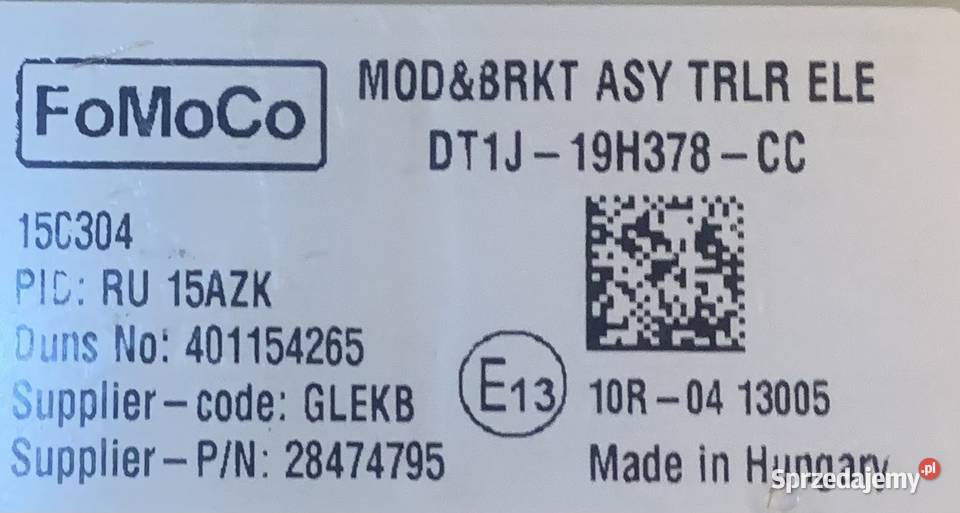 FoMoCo
MOD&BRKT ASY TRLR ELE
DT1J-19H378-CC
15C304
PIC: RU 15AZK
Duns No: 401154265
Supplier-code: GLEKB
Supplier-P/N: 28474795
E13
10R-04 13005
Made in Hungary
Sprzedajemy.pl